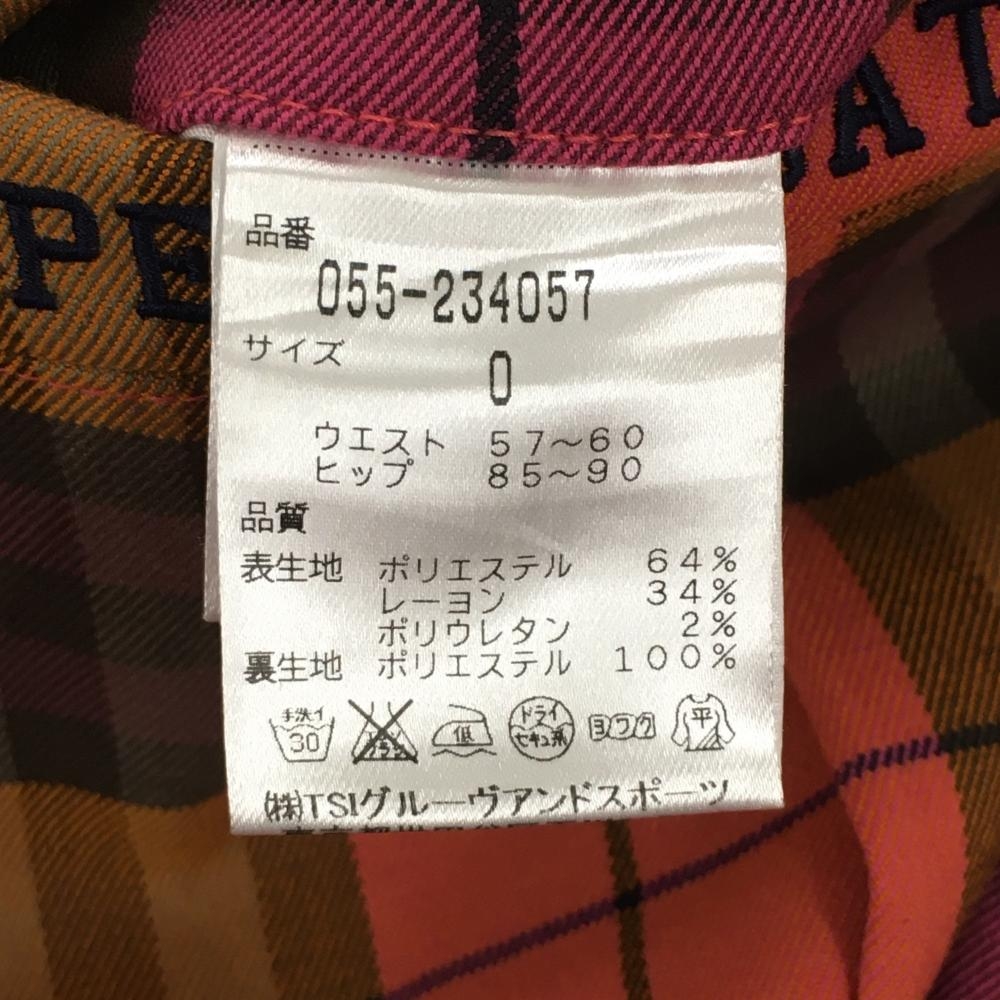 PE
AT
品番
055-234057
サイズ
0
ウエスト 57~60
ヒップ 85~90
品質
表生地 ポリエステル 64%
レーヨン 34%
ポリウレタン 2%
裏生地 ポリエステル 100%
手洗イ 30
低
ドライ セキユ系
ヨワク
平
㈱TSIグルーヴアンドスポーツ